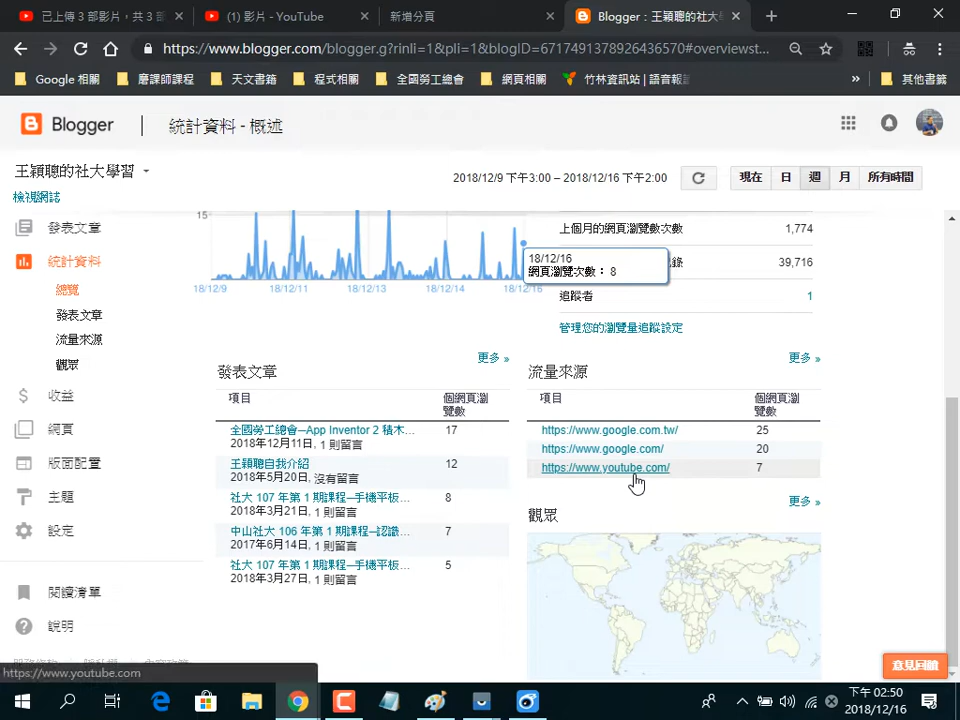 已上傳 3 部影片，共 3 部
(1) 影片 - YouTube
新增分頁
Blogger：王穎聰的社大
https://www.blogger.com/blogger.g?rinli=1&pli=1&blogID=6717491378926436570#overviewst...
Google 相關
磨課師課程
天文書籍
程式相關
全國勞工總會
網頁相關
竹林資訊站 | 語音報
»
其他書籤
Blogger
統計資料 - 概述
王穎聰的社大學習
2018/12/9 下午3:00 – 2018/12/16 下午2:00
現在
日
週
月
所有時間
檢視網誌
發表文章
統計資料
總覽
發表文章
流量來源
觀眾
收益
網頁
版面配置
主題
設定
閱讀清單
說明
15
18/12/9
18/12/11
18/12/13
18/12/14
18/12/16
18/12/16
網頁瀏覽次數： 8
上個月的網頁瀏覽次數
1,774
39,716
追蹤者
1
管理您的瀏覽量追蹤設定
更多 »
發表文章
項目
個網頁瀏
覽數
全國勞工總會─App Inventor 2 積木...
17
2018年12月11日, 1 則留言
王穎聰自我介紹
12
2018年5月20日, 沒有留言
社大 107 年第 1 期課程─手機平板...
8
2018年3月21日, 1 則留言
中山社大 106 年第 1 期課程─認識...
7
2017年6月14日, 1 則留言
社大 107 年第 1 期課程─手機平板...
5
2018年3月27日, 1 則留言
更多 »
流量來源
項目
個網頁瀏
覽數
https://www.google.com.tw/
25
https://www.google.com/
20
https://www.youtube.com/
7
更多 »
觀眾
意見回饋
https://www.youtube.com
下午 02:50
2018/12/16